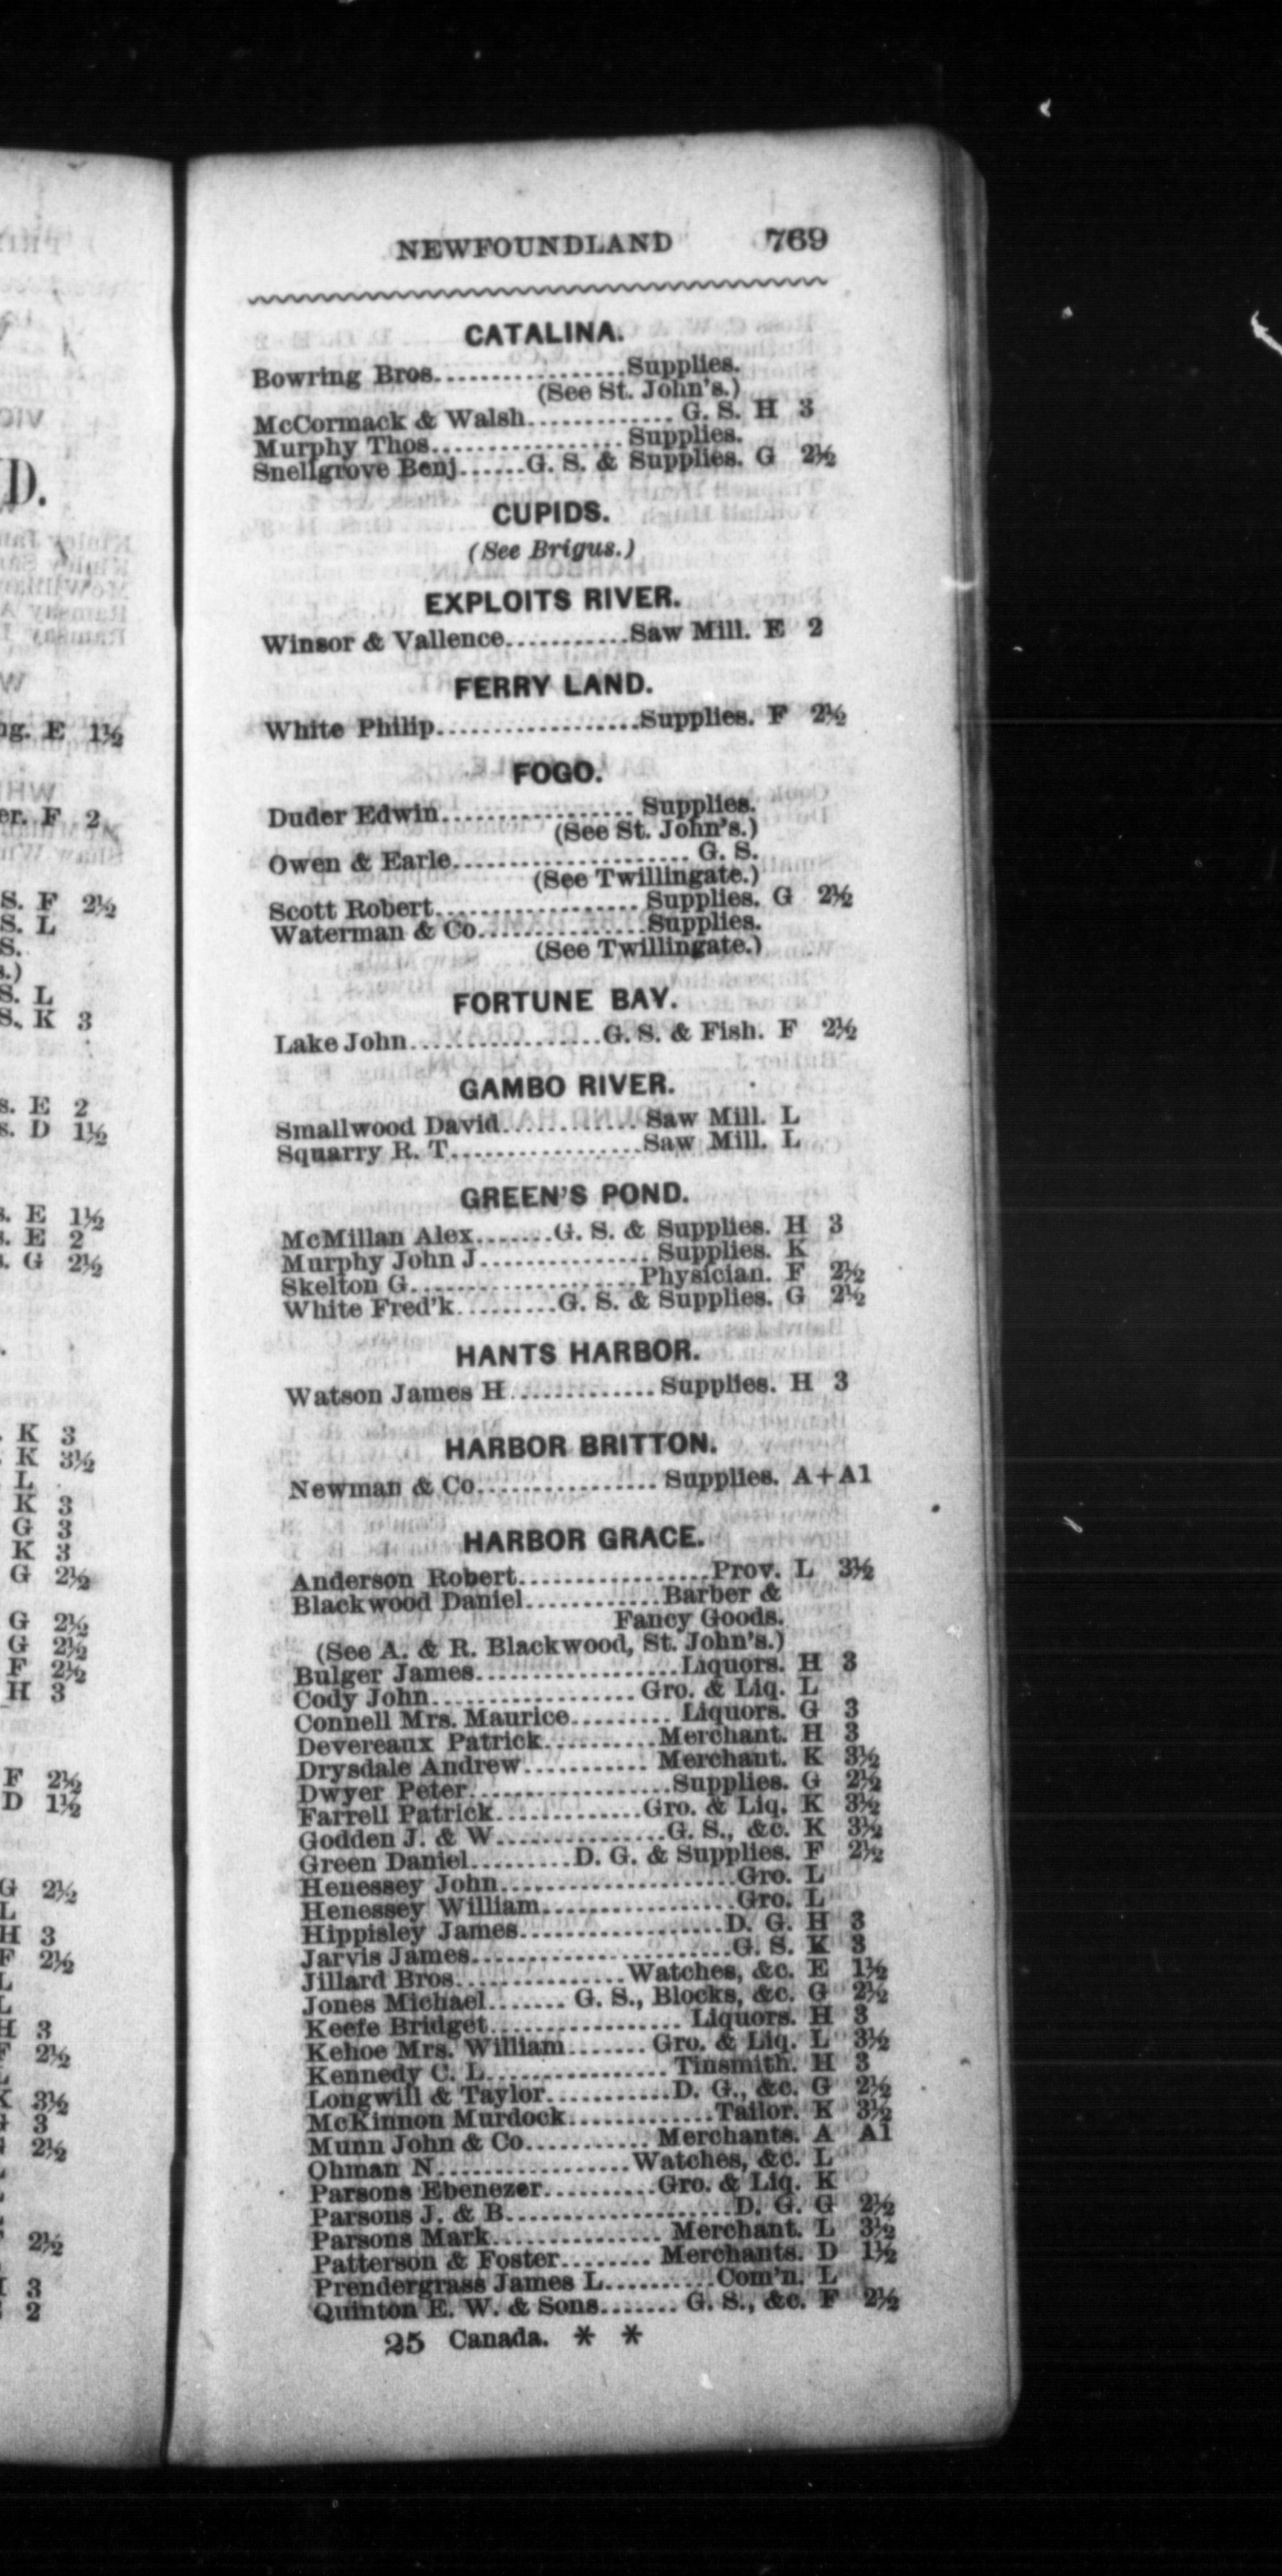 NEWFOUNDLAND 769
CATALINA.
Bowring Bros.................Supplies.
(See St. John's.)
McCormack & Walsh.............G. S. H 3
Murphy Thos.................Supplies.
Snellgrove Benj......G. S. & Supplies. G 2½
CUPIDS.
(See Brigus.)
EXPLOITS RIVER.
Winsor & Vallence...........Saw Mill. E 2
FERRY LAND.
White Philip..................Supplies. F 2½
FOGO.
Duder Edwin.................Supplies.
(See St. John's.)
Owen & Earle.....................G. S.
(See Twillingate.)
Scott Robert..................Supplies. G 2½
Waterman & Co...............Supplies.
(See Twillingate.)
FORTUNE BAY.
Lake John.................G. S. & Fish. F 2½
GAMBO RIVER.
Smallwood David.............Saw Mill. L
Squarry R. T.................Saw Mill. L
GREEN'S POND.
McMillan Alex.......G. S. & Supplies. H 3
Murphy John J...............Supplies. K
Skelton G....................Physician. F 2½
White Fred'k.........G. S. & Supplies. G 2½
HANTS HARBOR.
Watson James H.............Supplies. H 3
HARBOR BRITTON.
Newman & Co................Supplies. A+A1
HARBOR GRACE.
Anderson Robert.................Prov. L 3½
Blackwood Daniel............Barber &
Fancy Goods.
(See A. & R. Blackwood, St. John's.)
Bulger James..................Liquors. H 3
Cody John..................Gro. & Liq. L
Connell Mrs. Maurice.........Liquors. G 3
Devereaux Patrick..........Merchant. H 3
Drysdale Andrew...........Merchant. K 3½
Dwyer Peter..................Supplies. G 2½
Farrell Patrick.............Gro. & Liq. K 3½
Godden J. & W...............G. S., &c. K 3½
Green Daniel.........D. G. & Supplies. F 2½
Henessey John.....................Gro. L
Henessey William..................Gro. L
Hippisley James..................D. G. H 3
Jarvis James.......................G. S. K 3
Jillard Bros...............Watches, &c. E 1½
Jones Michael.......G. S., Blocks, &c. G 2½
Keefe Bridget..................Liquors. H 3
Kehoe Mrs. William.......Gro. & Liq. L 3½
Kennedy C. L................Tinsmith. H 3
Longwill & Taylor...........D. G., &c. G 2½
McKinnon Murdock.............Tailor. K 3½
Munn John & Co...........Merchants. A A1
Ohman N.................Watches, &c. L
Parsons Ebenezer..........Gro. & Liq. K
Parsons J. & B....................D. G. G 2½
Parsons Mark...............Merchant. L 3½
Patterson & Foster........Merchants. D 1½
Prendergrass James L..........Com'n. L
Quinton E. W. & Sons.......G. S., &c. F 2½
25 Canada. * *